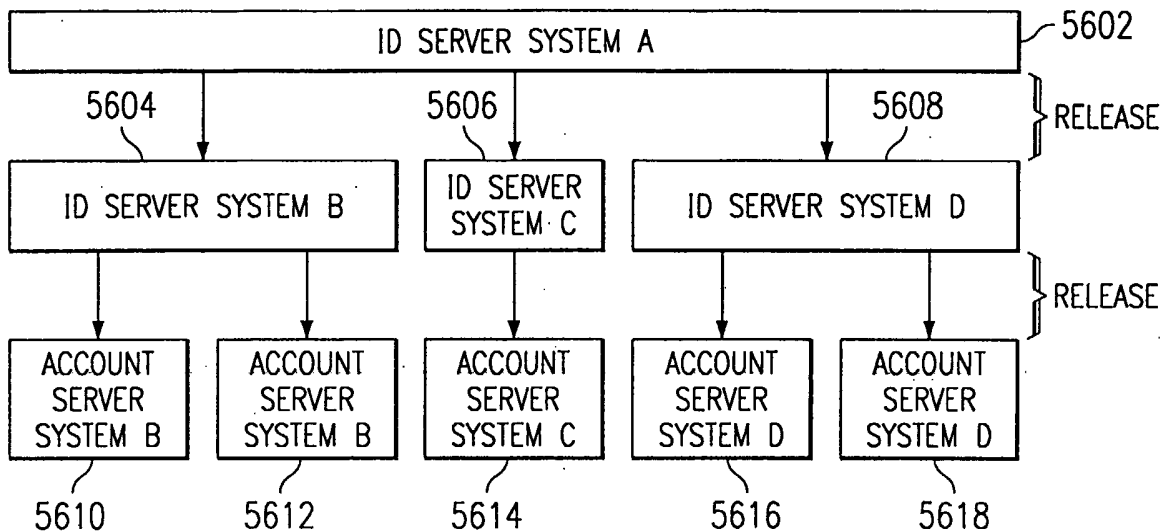 ID SERVER SYSTEM A
5602
5604
5606
5608
RELEASE
ID SERVER SYSTEM B
ID SERVER
SYSTEM C
ID SERVER SYSTEM D
RELEASE
ACCOUNT
SERVER
SYSTEM B
ACCOUNT
SERVER
SYSTEM B
ACCOUNT
SERVER
SYSTEM C
ACCOUNT
SERVER
SYSTEM D
ACCOUNT
SERVER
SYSTEM D
5610
5612
5614
5616
5618